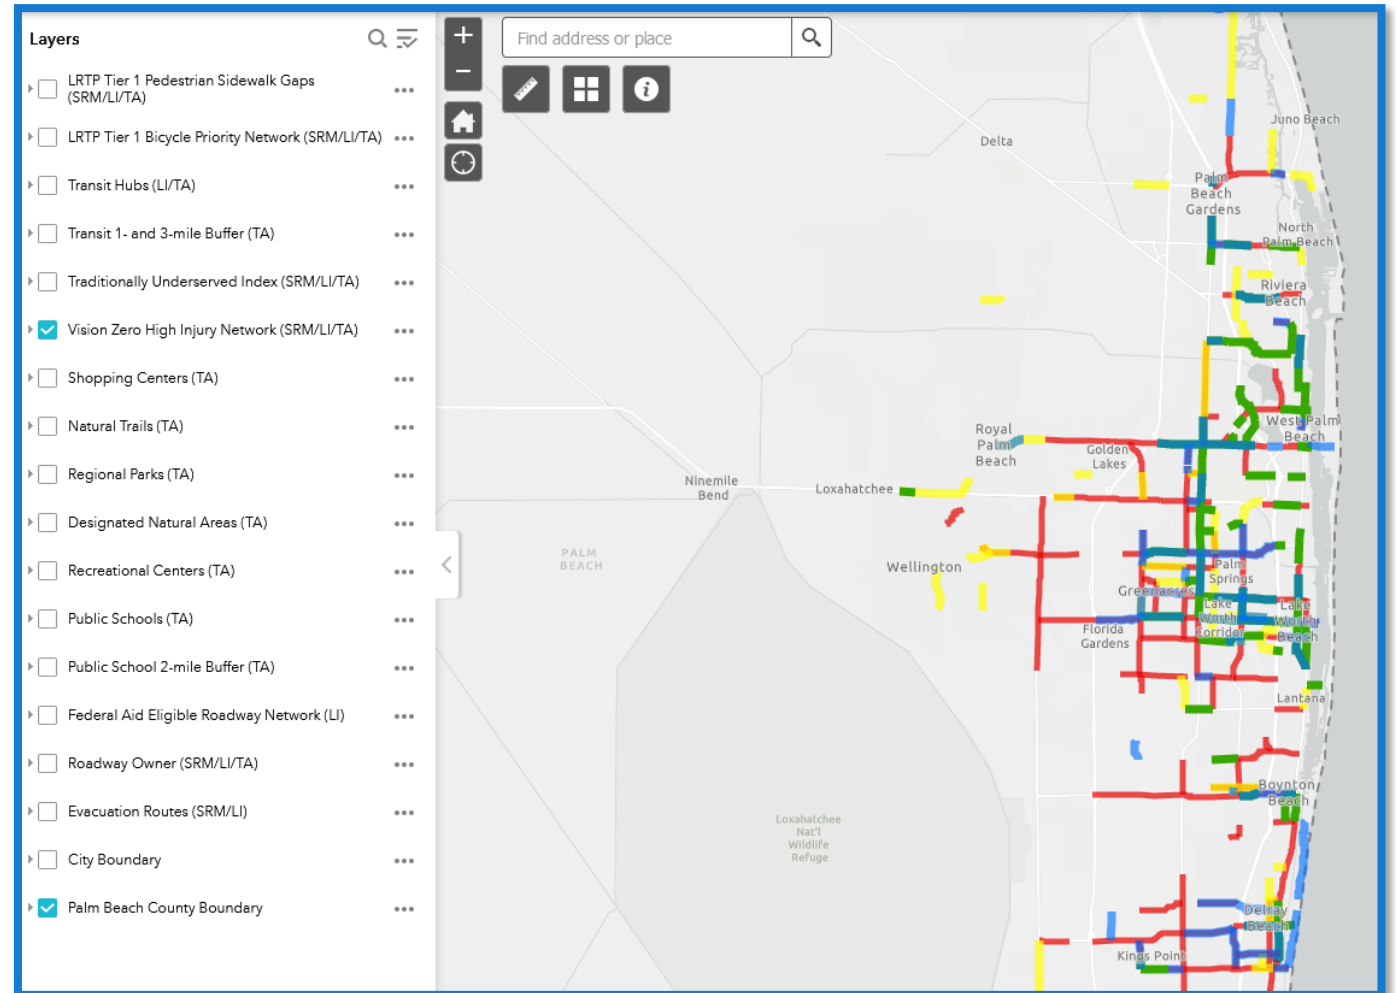 Layers
LRTP Tier 1 Pedestrian Sidewalk Gaps
(SRM/LI/TA)
LRTP Tier 1 Bicycle Priority Network (SRM/LI/TA)
Transit Hubs (LI/TA)
Transit 1- and 3-mile Buffer (TA)
Traditionally Underserved Index (SRM/LI/TA)
Vision Zero High Injury Network (SRM/LI/TA)
Shopping Centers (TA)
Natural Trails (TA)
Regional Parks (TA)
Designated Natural Areas (TA)
Recreational Centers (TA)
Public Schools (TA)
Public School 2-mile Buffer (TA)
Federal Aid Eligible Roadway Network (LI)
Roadway Owner (SRM/LI/TA)
Evacuation Routes (SRM/LI)
City Boundary
Palm Beach County Boundary
Find address or place
Juno Beach
Delta
Palm
Beach
Gardens
North
Palm Beach
Riviera
Beach
West Palm
Beach
Royal
Palm
Beach
Golden
Lakes
Ninemile
Bend
Loxahatchee
PALM
BEACH
Wellington
Palm
Springs
Greenacres
Lake
Worth
Corridor
Lake
Worth
Beach
Florida
Gardens
Lantana
Boynton
Beach
Loxahatchee
Nat'l
Wildlife
Refuge
Delray
Beach
Kings Point